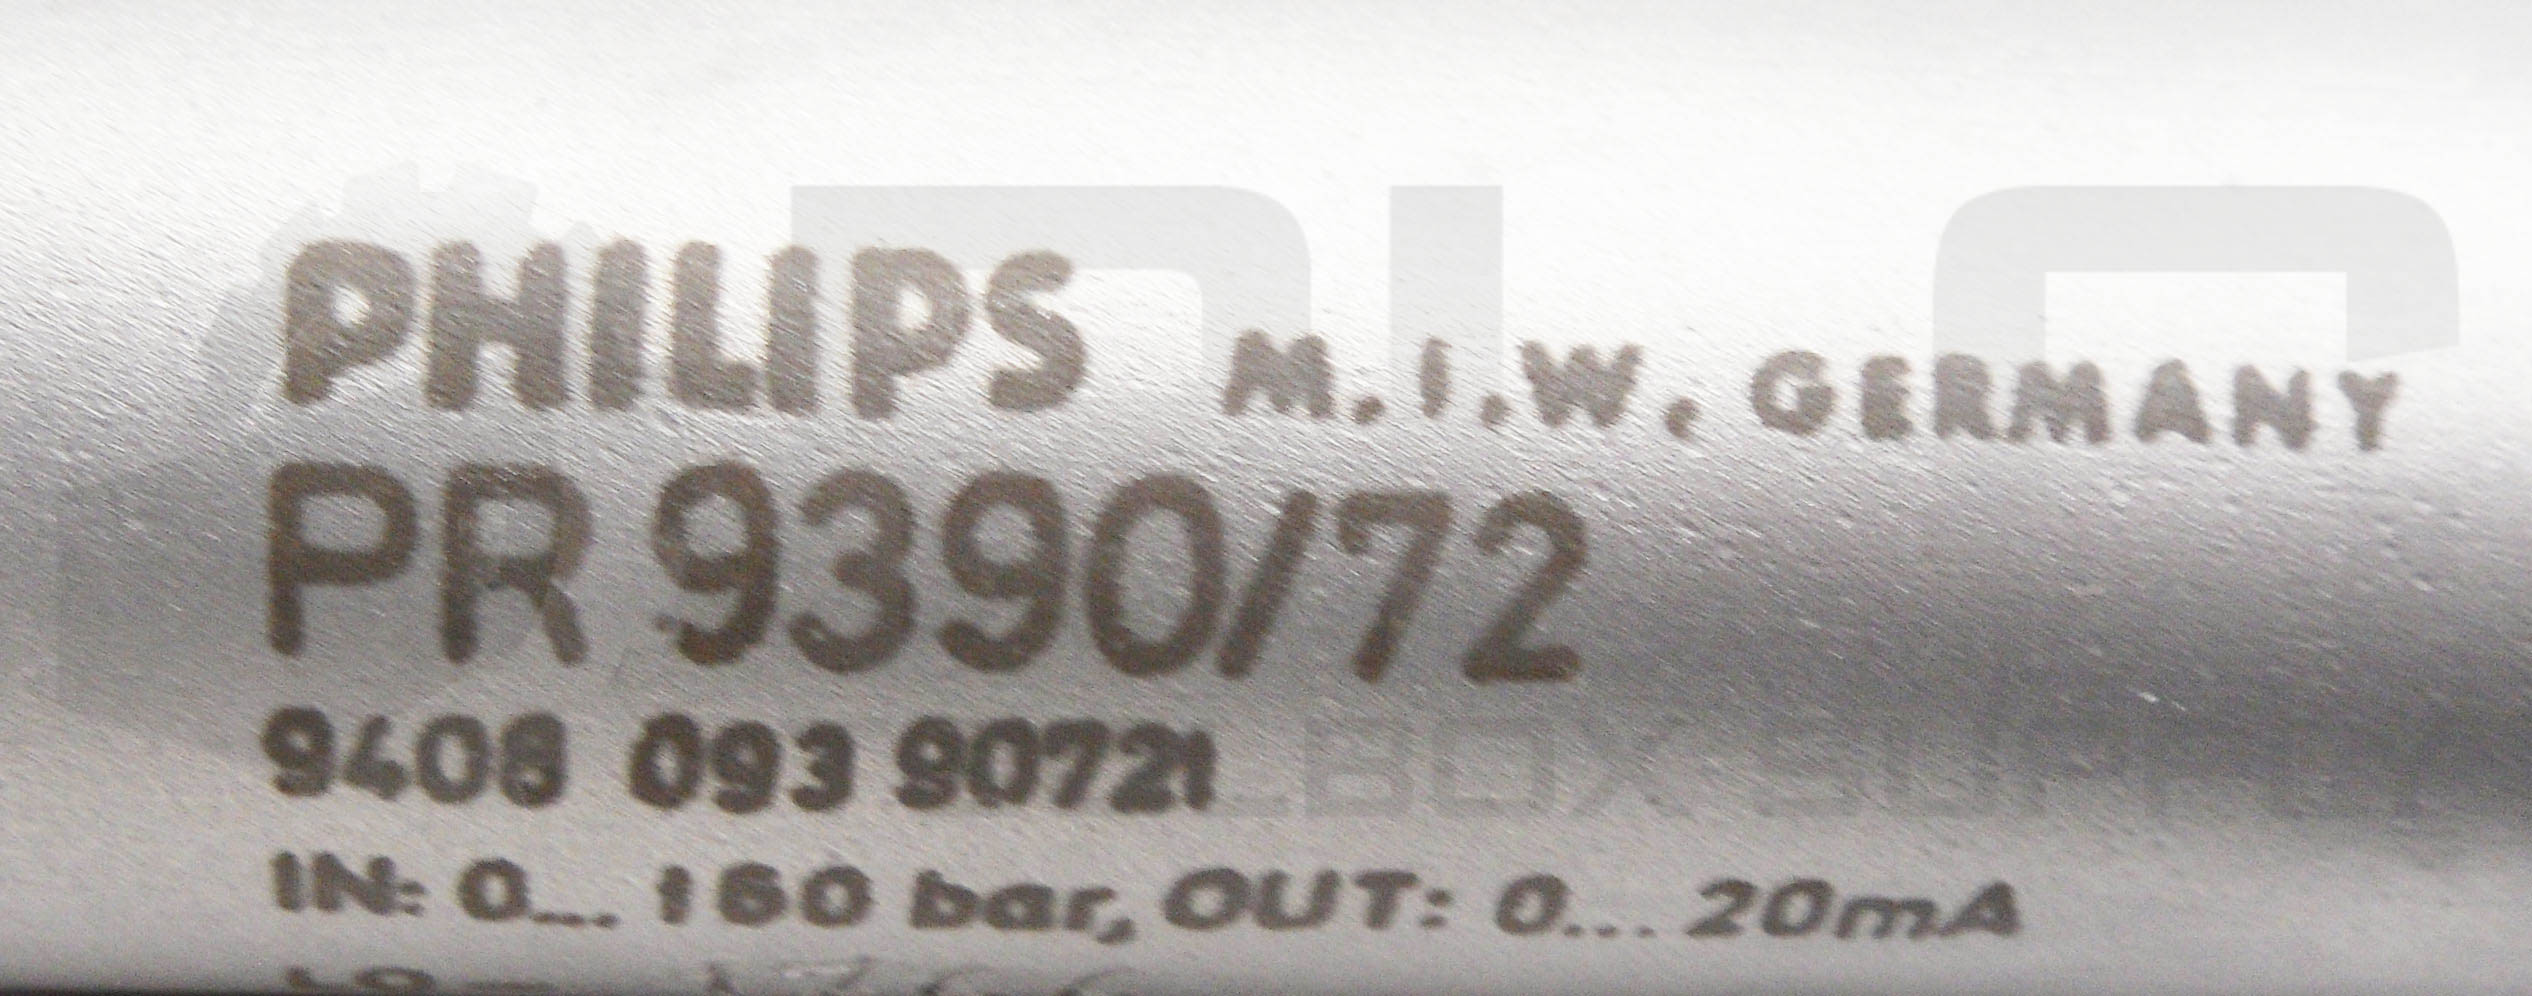 PHILIPS M.I.W. GERMANY
PR 9390/72
9408 093 90721
IN: 0... 160 bar, OUT: 0... 20mA